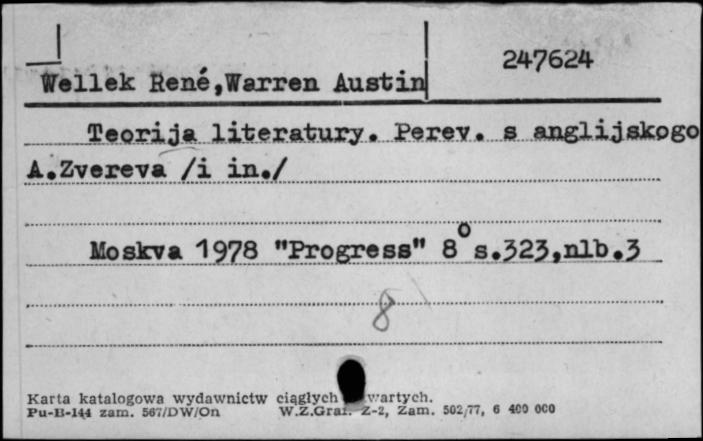 247624
Wellek René,Warren Austin
Teorija literatury. Perev. s anglijskogo
A.Zvereva /i in./
Moskva 1978 "Progress" 8° s.323,nlb.3
8
Karta katalogowa wydawnictw ciągłych wartych.
Pu-B-144 zam. 567/DW/On W.Z.Graf. Z-2, Zam. 502/77, 6 400 000